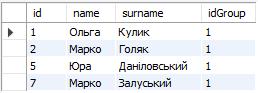 id name surname idGroup
1 Ольга Кулик 1
2 Марко Голяк 1
5 Юра Даніловський 1
7 Марко Залуський 1